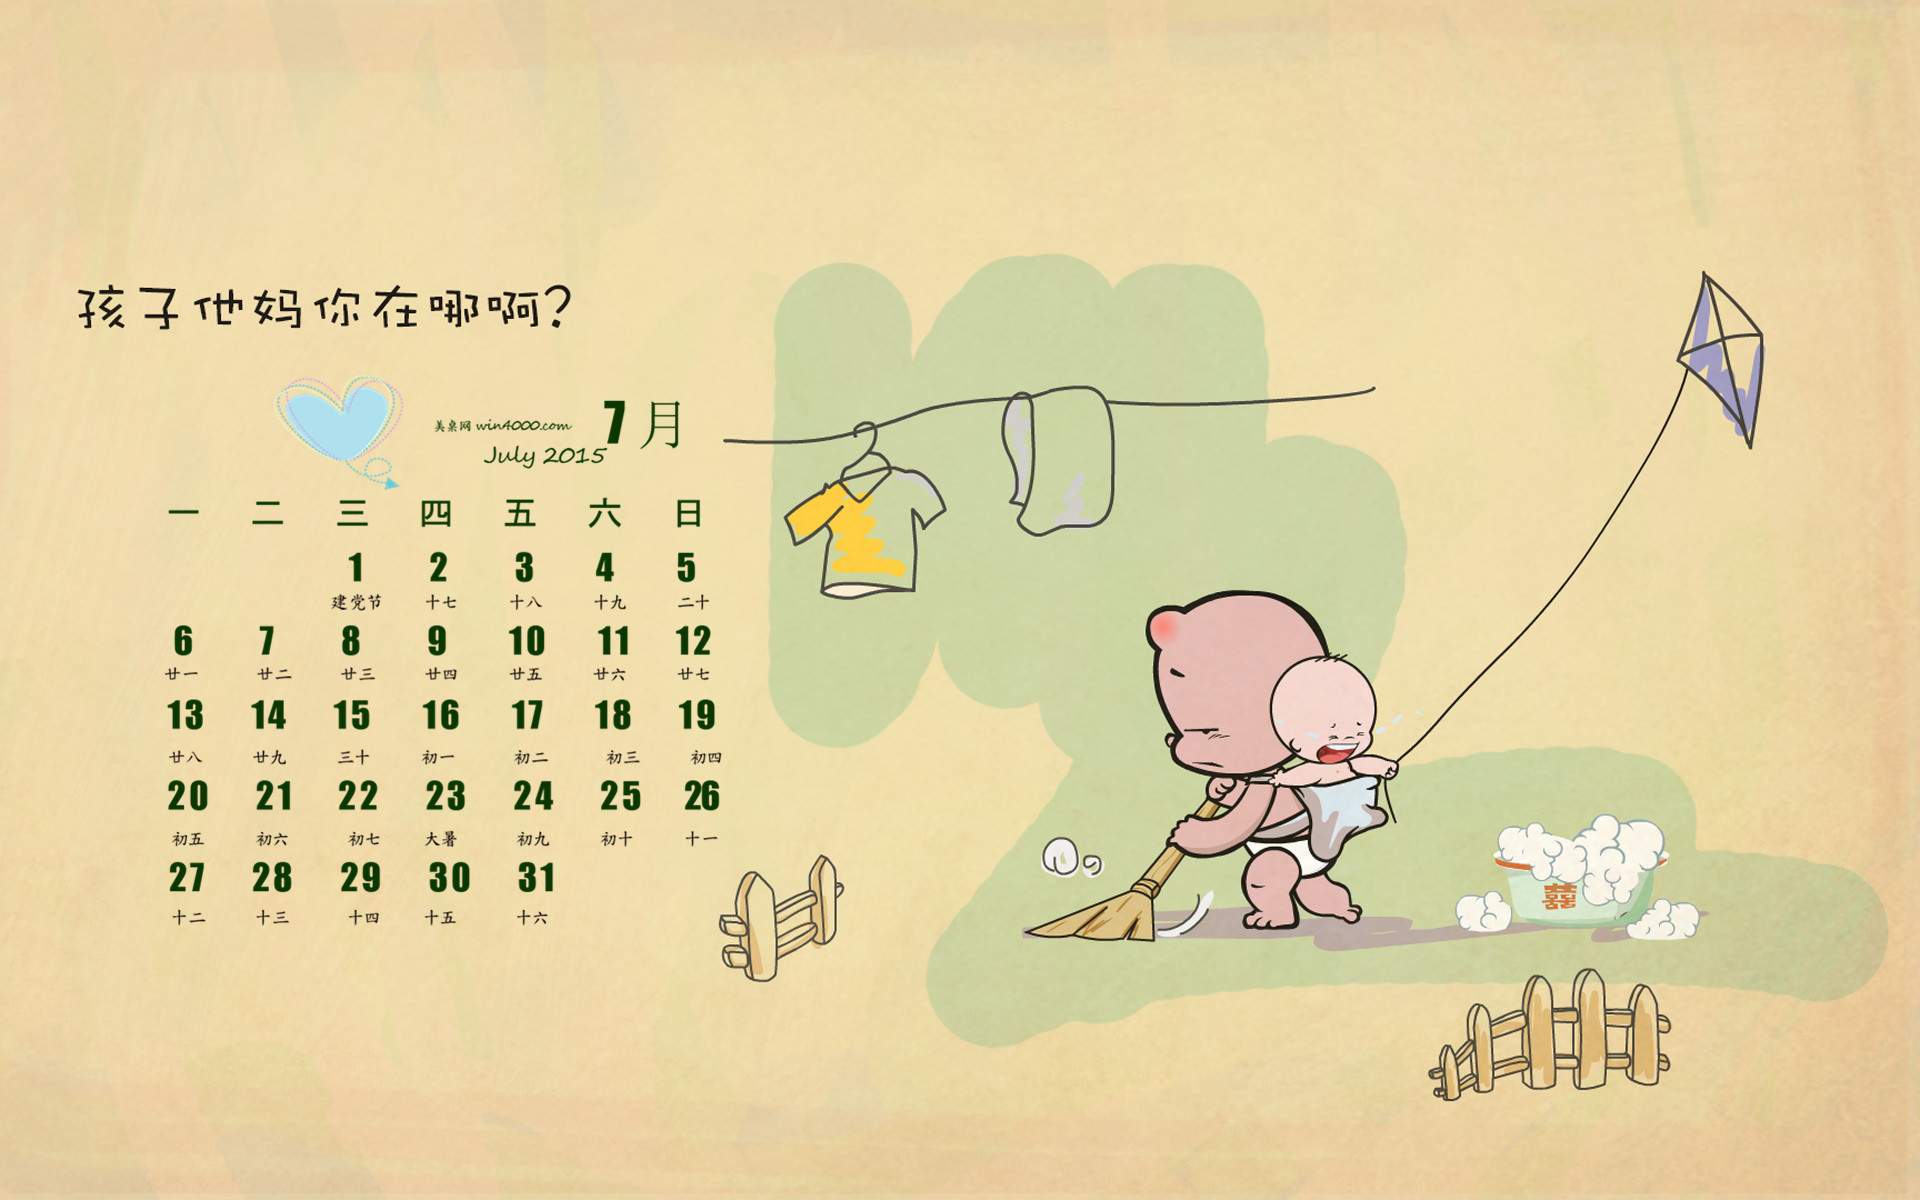 孩子他妈你在哪啊?
美桌网 win4000.com 7月
July 2015
一 二 三 四 五 六 日
1 2 3 4 5
建党节 十七 十八 十九 二十
6 7 8 9 10 11 12
廿一 廿二 廿三 廿四 廿五 廿六 廿七
13 14 15 16 17 18 19
廿八 廿九 三十 初一 初二 初三 初四
20 21 22 23 24 25 26
初五 初六 初七 大暑 初九 初十 十一
27 28 29 30 31
十二 十三 十四 十五 十六
囍